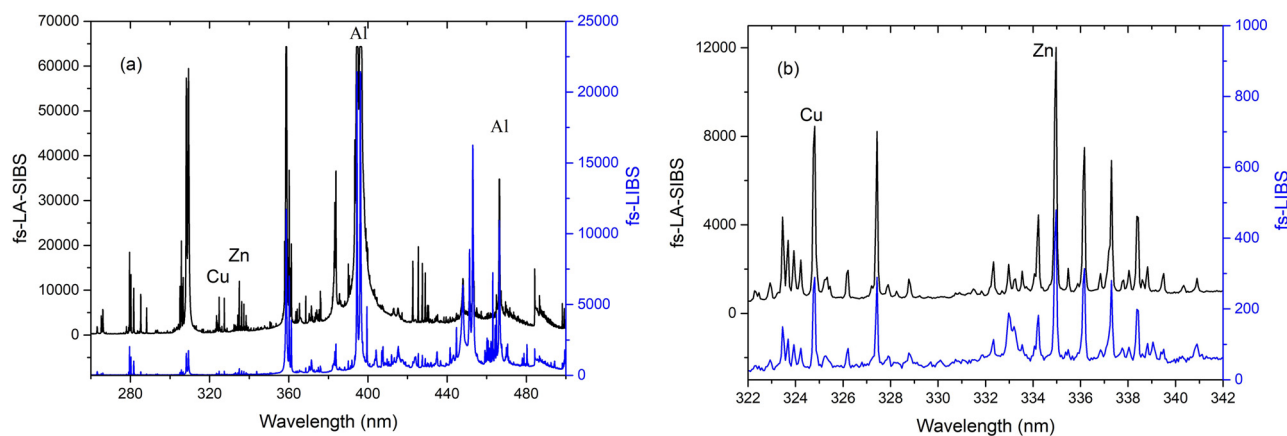 (a)
fs-LA-SIBS
70000
60000
50000
40000
30000
20000
10000
0
Al
Cu
Zn
Al
25000
20000
15000
10000
5000
0
fs-LIBS
280
320
360
400
440
480
Wavelength (nm)
(b)
fs-LA-SIBS
12000
8000
4000
0
Cu
Zn
1000
800
600
400
200
0
fs-LIBS
322
324
326
328
330
332
334
336
338
340
342
Wavelength (nm)